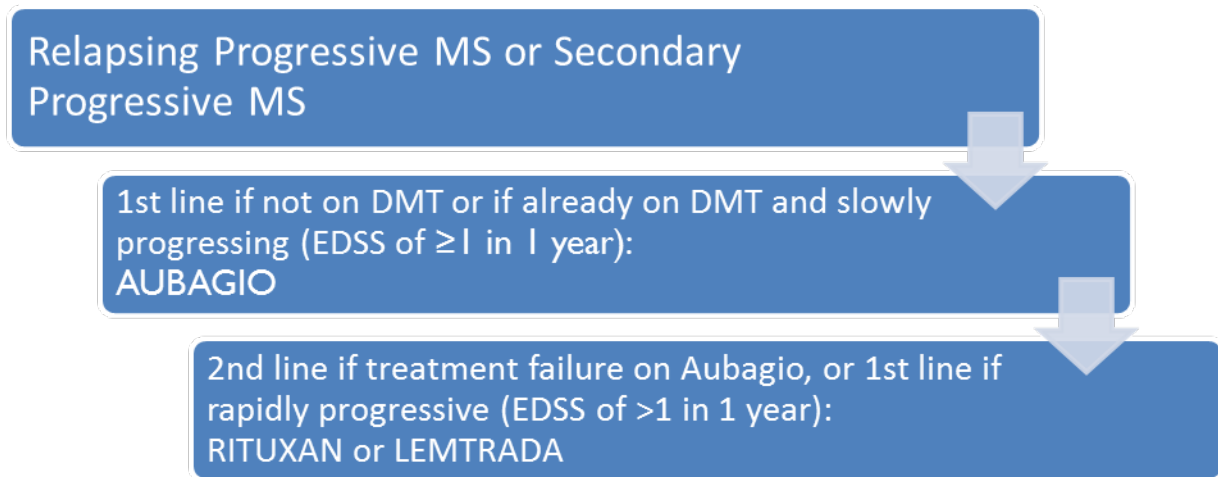 Relapsing Progressive MS or Secondary
Progressive MS
1st line if not on DMT or if already on DMT and slowly
progressing (EDSS of ≥1 in 1 year):
AUBAGIO
2nd line if treatment failure on Aubagio, or 1st line if
rapidly progressive (EDSS of >1 in 1 year):
RITUXAN or LEMTRADA